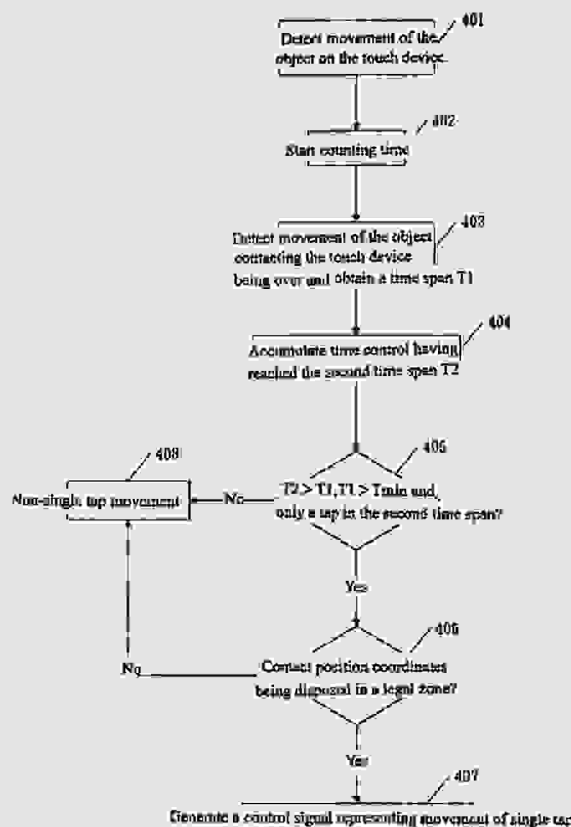 401
Detect movement of the
object on the touch device
402
Start counting time
403
Detect movement of the object
contacting the touch device
being over and obtain a time span T1
404
Accumulate time control having
reached the second time span T2
405
T2 > T1, T1 > Tmin and,
only a tap in the second time span?
No
408
Non-single tap movement
Yes
406
Contact position coordinates
being disposed in a legal zone?
No
Yes
407
Generate a control signal representing movement of single tap